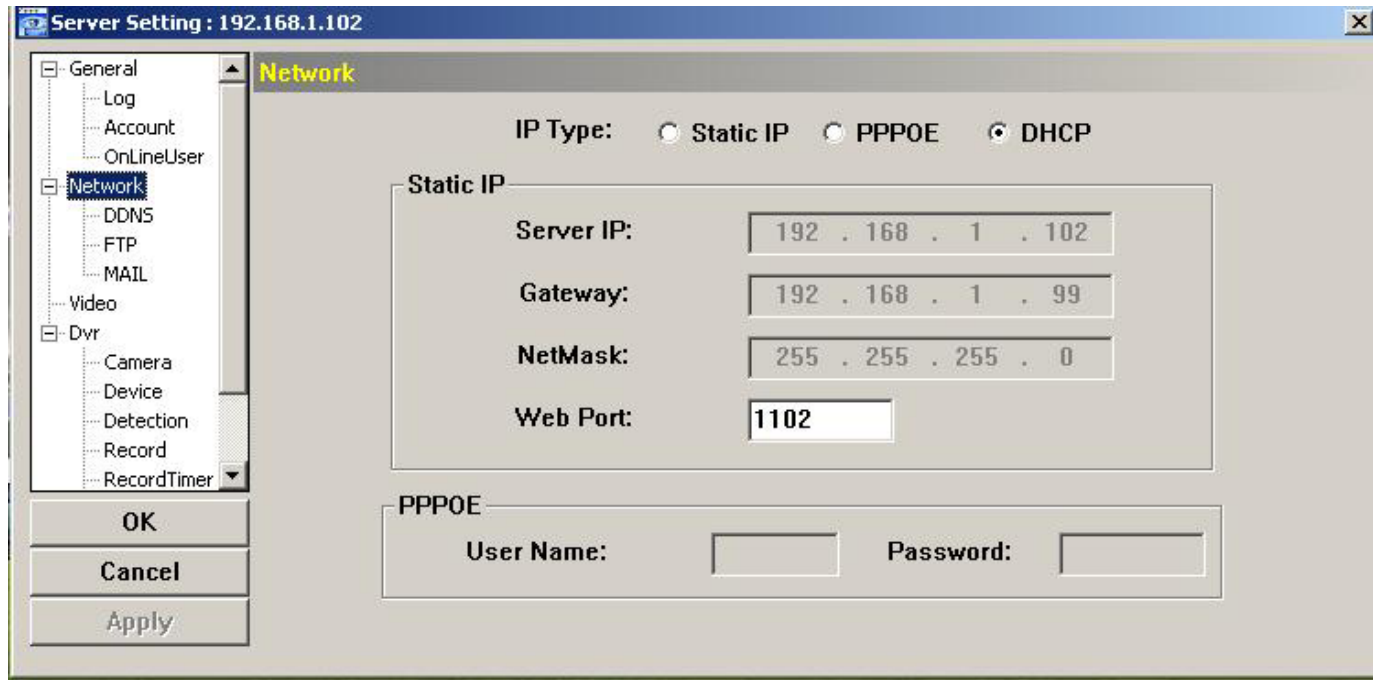 Server Setting : 192.168.1.102
General
Log
Account
OnLineUser
Network
DDNS
FTP
MAIL
Video
Dvr
Camera
Device
Detection
Record
RecordTimer
OK
Cancel
Apply
Network
IP Type: Static IP PPPOE DHCP
Static IP
Server IP: 192 . 168 . 1 . 102
Gateway: 192 . 168 . 1 . 99
NetMask: 255 . 255 . 255 . 0
Web Port: 1102
PPPOE
User Name: Password: